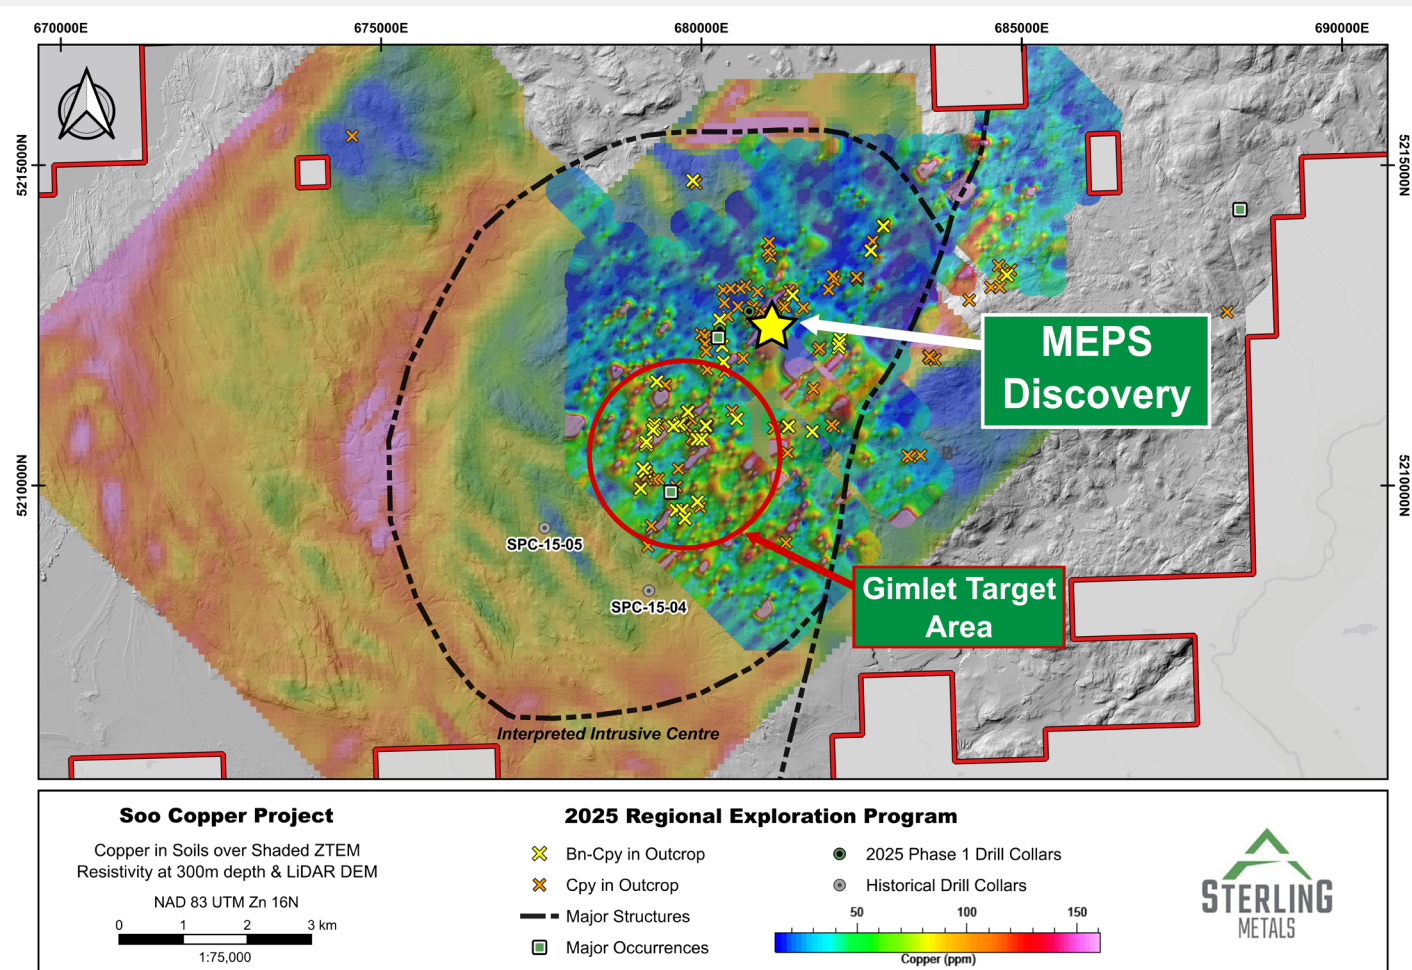 670000E
675000E
680000E
685000E
690000E
5215000N
5215000N
MEPS
Discovery
5210000N
5210000N
SPC-15-05
SPC-15-04
Gimlet Target
Area
Interpreted Intrusive Centre
Soo Copper Project
Copper in Soils over Shaded ZTEM
Resistivity at 300m depth & LiDAR DEM
NAD 83 UTM Zn 16N
0 1 2 3 km
1:75,000
2025 Regional Exploration Program
Bn-Cpy in Outcrop
Cpy in Outcrop
Major Structures
Major Occurrences
2025 Phase 1 Drill Collars
Historical Drill Collars
50 100 150
Copper (ppm)
STERLING
METALS